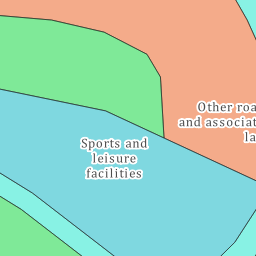 Other roa
and associat
la
Sports and
leisure
facilities